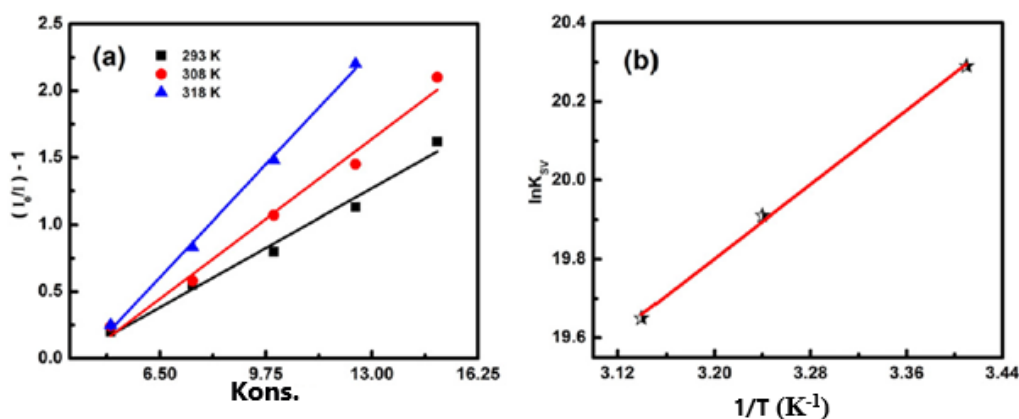 (a)
293 K
308 K
318 K
( I₀/I ) - 1
2.5
2.0
1.5
1.0
0.5
0.0
6.50 9.75 13.00 16.25
Kons.
(b)
lnK_SV
20.4
20.2
20.0
19.8
19.6
3.12 3.20 3.28 3.36 3.44
1/T (K⁻¹)